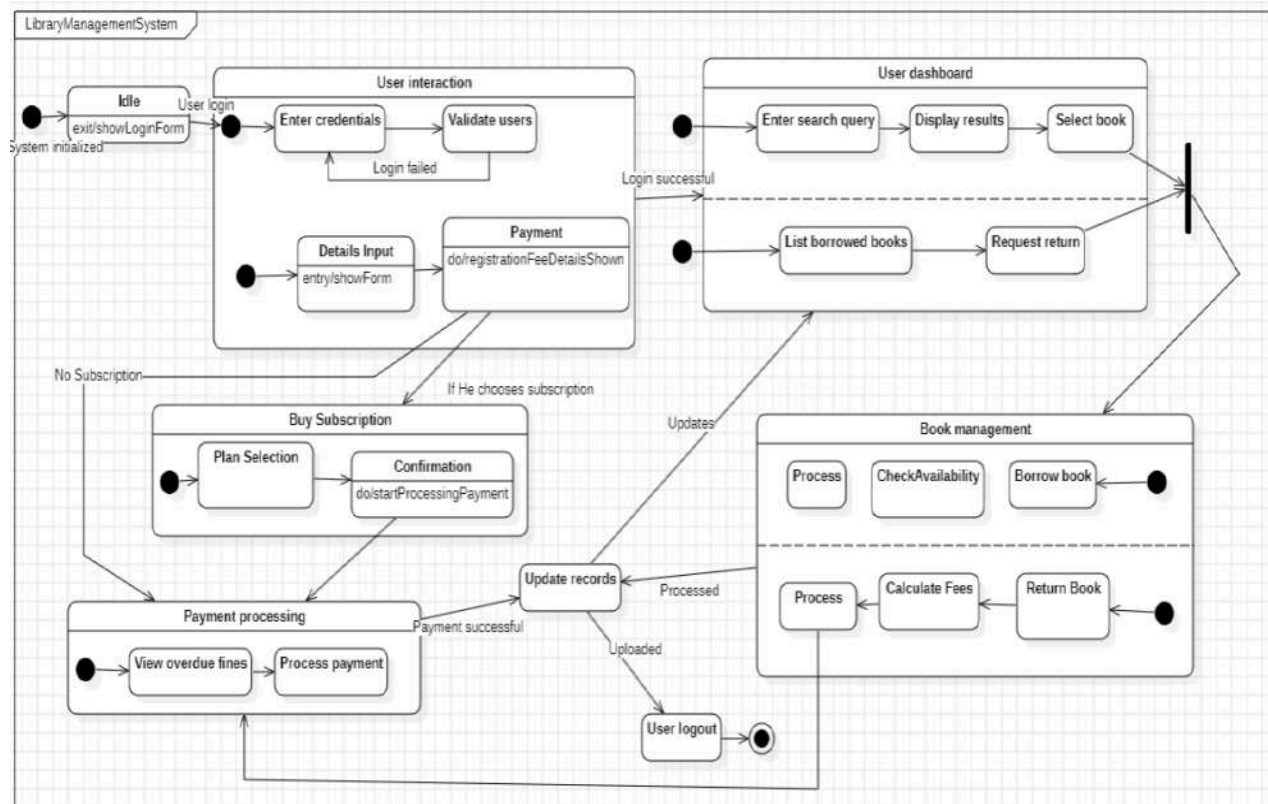 LibraryManagementSystem
Idle
exit/showLoginForm
System initialized
User login
User interaction
Enter credentials
Validate users
Login failed
Details Input
entry/showForm
Payment
do/registrationFeeDetailsShown
Login successful
User dashboard
Enter search query
Display results
Select book
List borrowed books
Request return
No Subscription
If He chooses subscription
Buy Subscription
Plan Selection
Confirmation
do/startProcessingPayment
Updates
Book management
Process
CheckAvailability
Borrow book
Process
Calculate Fees
Return Book
Update records
Processed
Payment processing
Payment successful
View overdue fines
Process payment
Uploaded
User logout